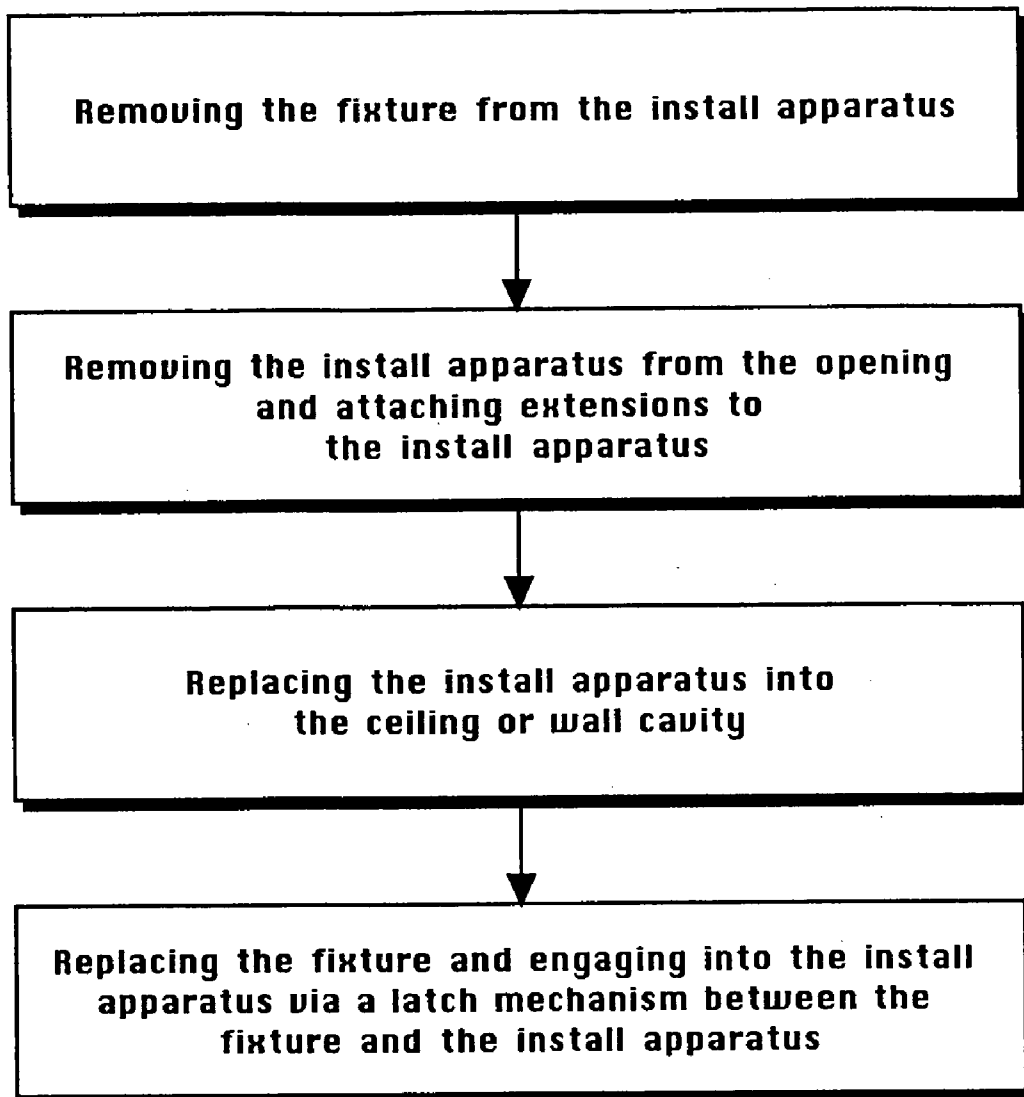 Removing the fixture from the install apparatus
Removing the install apparatus from the opening
and attaching extensions to
the install apparatus
Replacing the install apparatus into
the ceiling or wall cavity
Replacing the fixture and engaging into the install
apparatus via a latch mechanism between the
fixture and the install apparatus